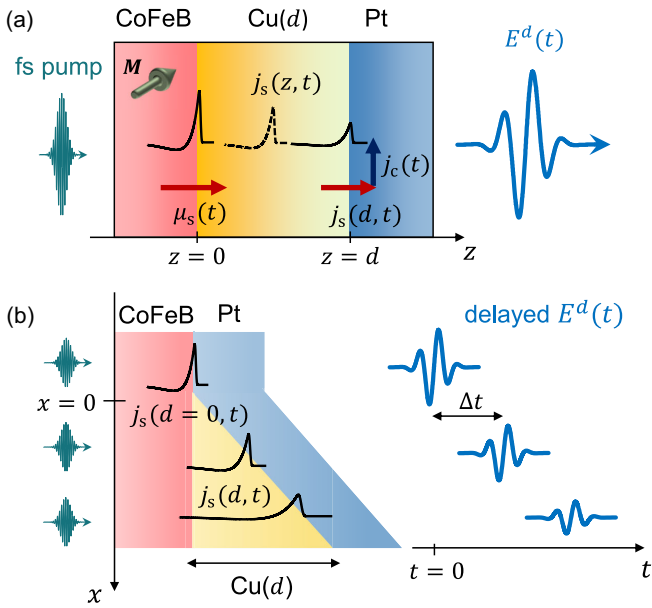 (a)
CoFeB Cu(d) Pt
fs pump
M
j_s(z, t)
E^d(t)
j_c(t)
μ_s(t)
j_s(d, t)
z = 0 z = d z
(b)
CoFeB Pt
delayed E^d(t)
x = 0
j_s(d = 0, t)
Δt
j_s(d, t)
x
Cu(d)
t = 0 t